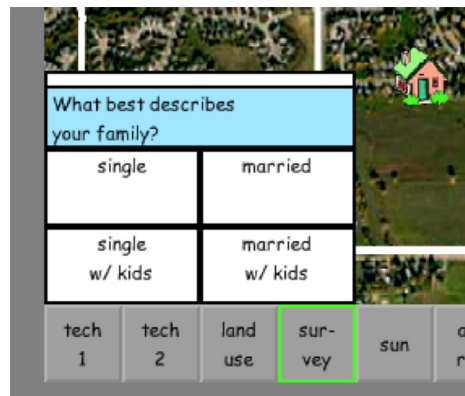 What best describes
your family?
single
married
single
w/ kids
married
w/ kids
tech
1
tech
2
land
use
sur-
vey
sun